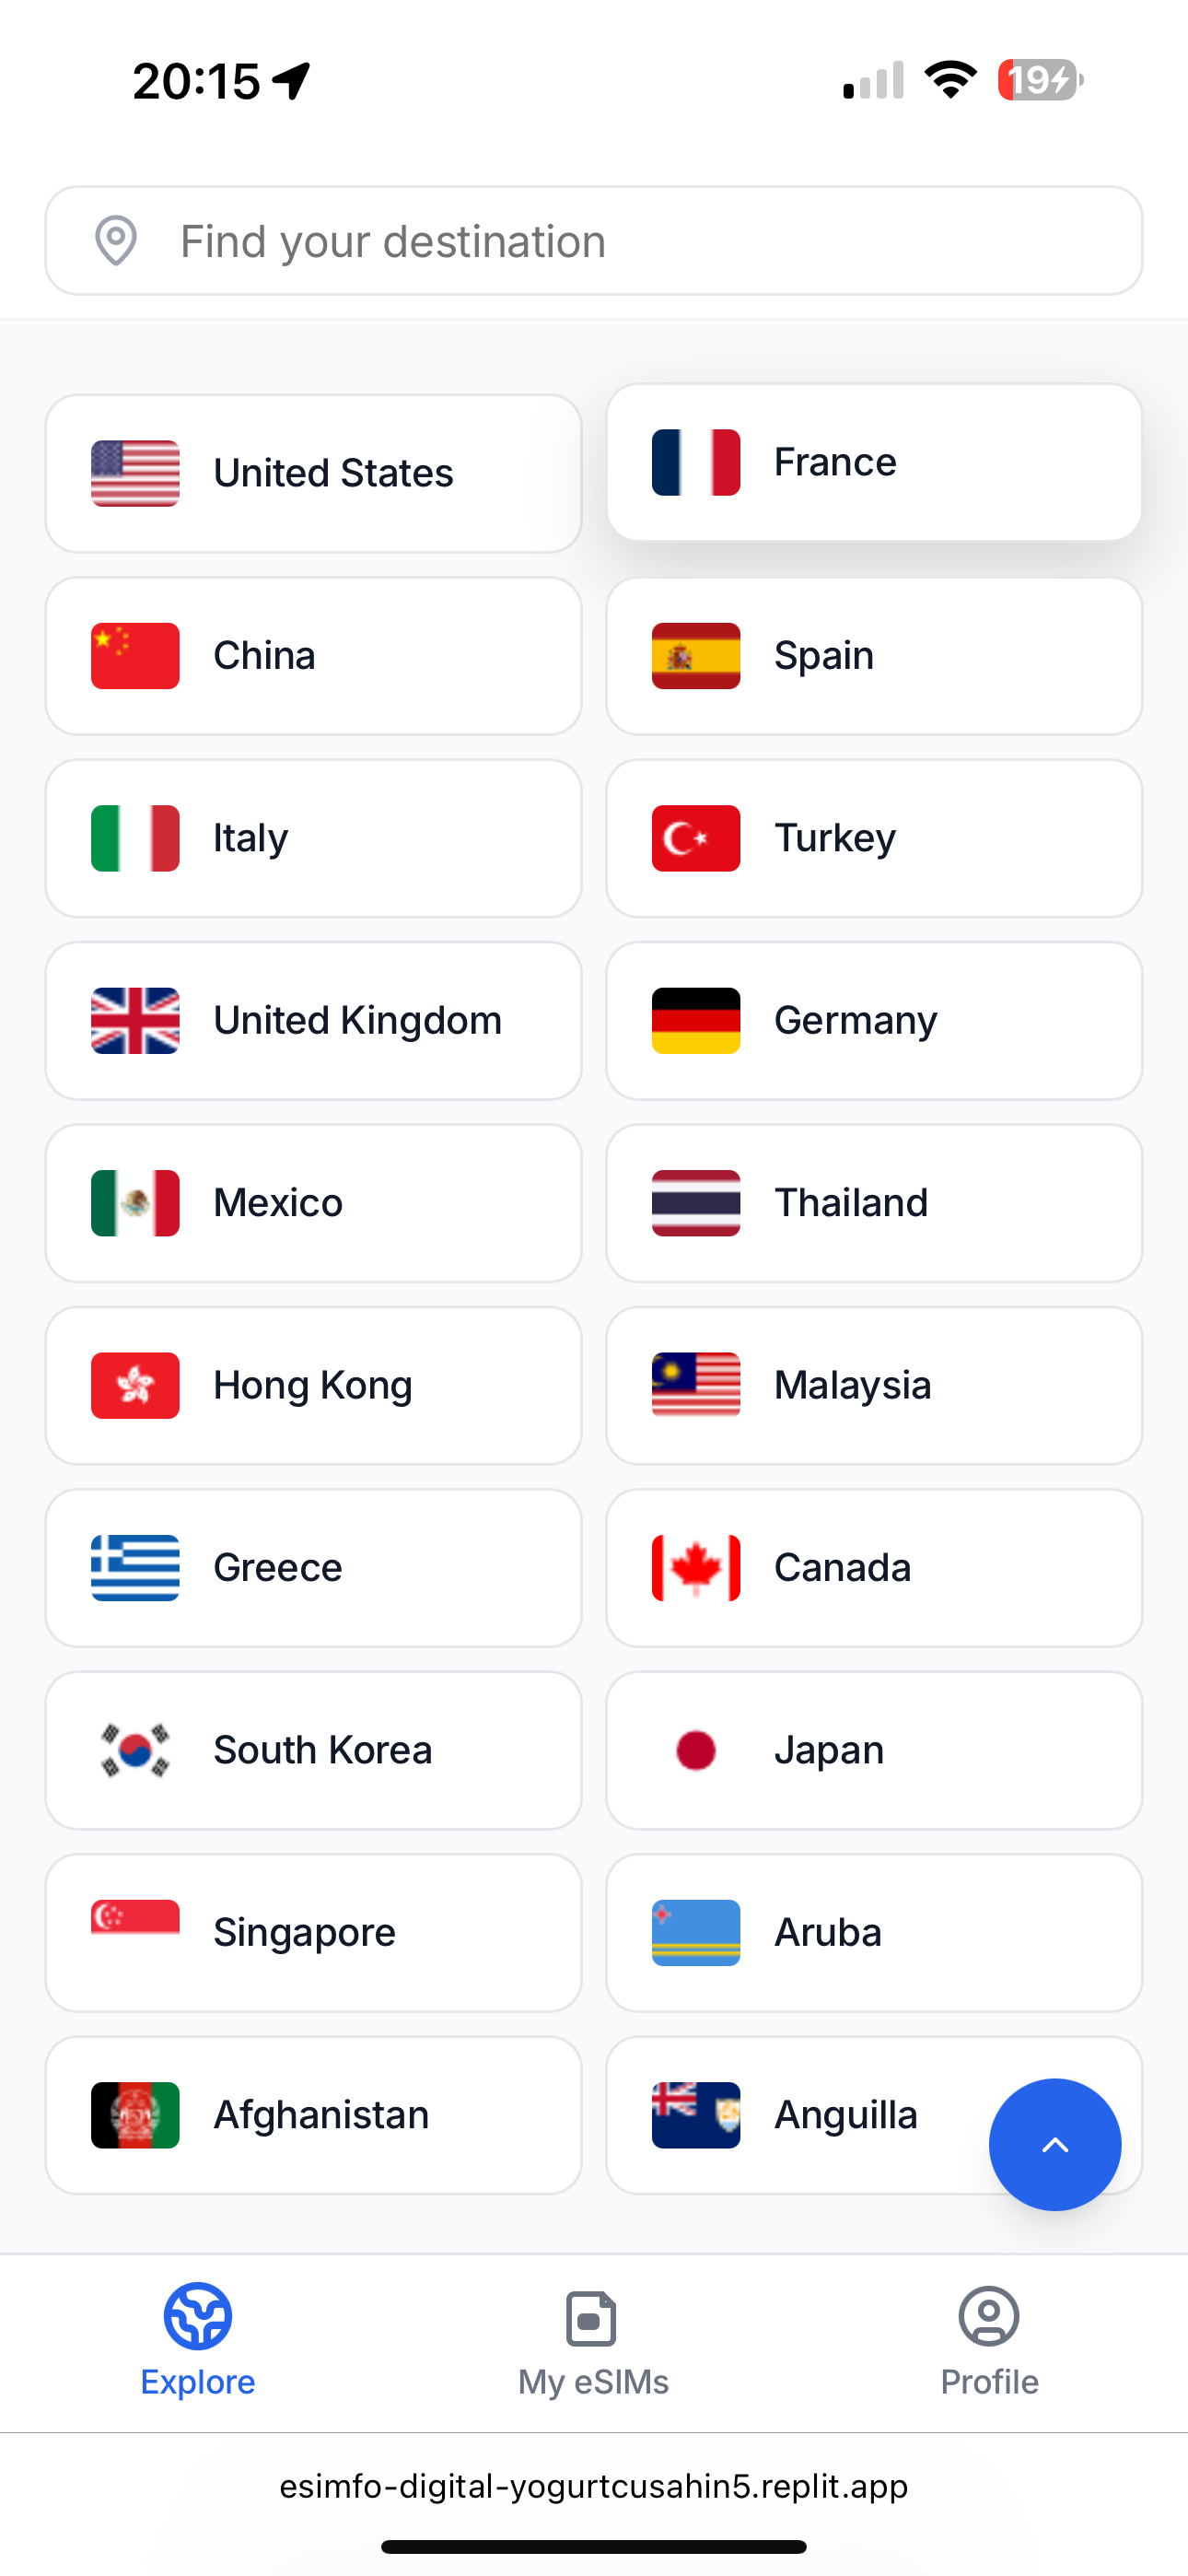 20:15
19
Find your destination
United States
France
China
Spain
Italy
Turkey
United Kingdom
Germany
Mexico
Thailand
Hong Kong
Malaysia
Greece
Canada
South Korea
Japan
Singapore
Aruba
Afghanistan
Anguilla
Explore
My eSIMs
Profile
esimfo-digital-yogurtcusahin5.replit.app